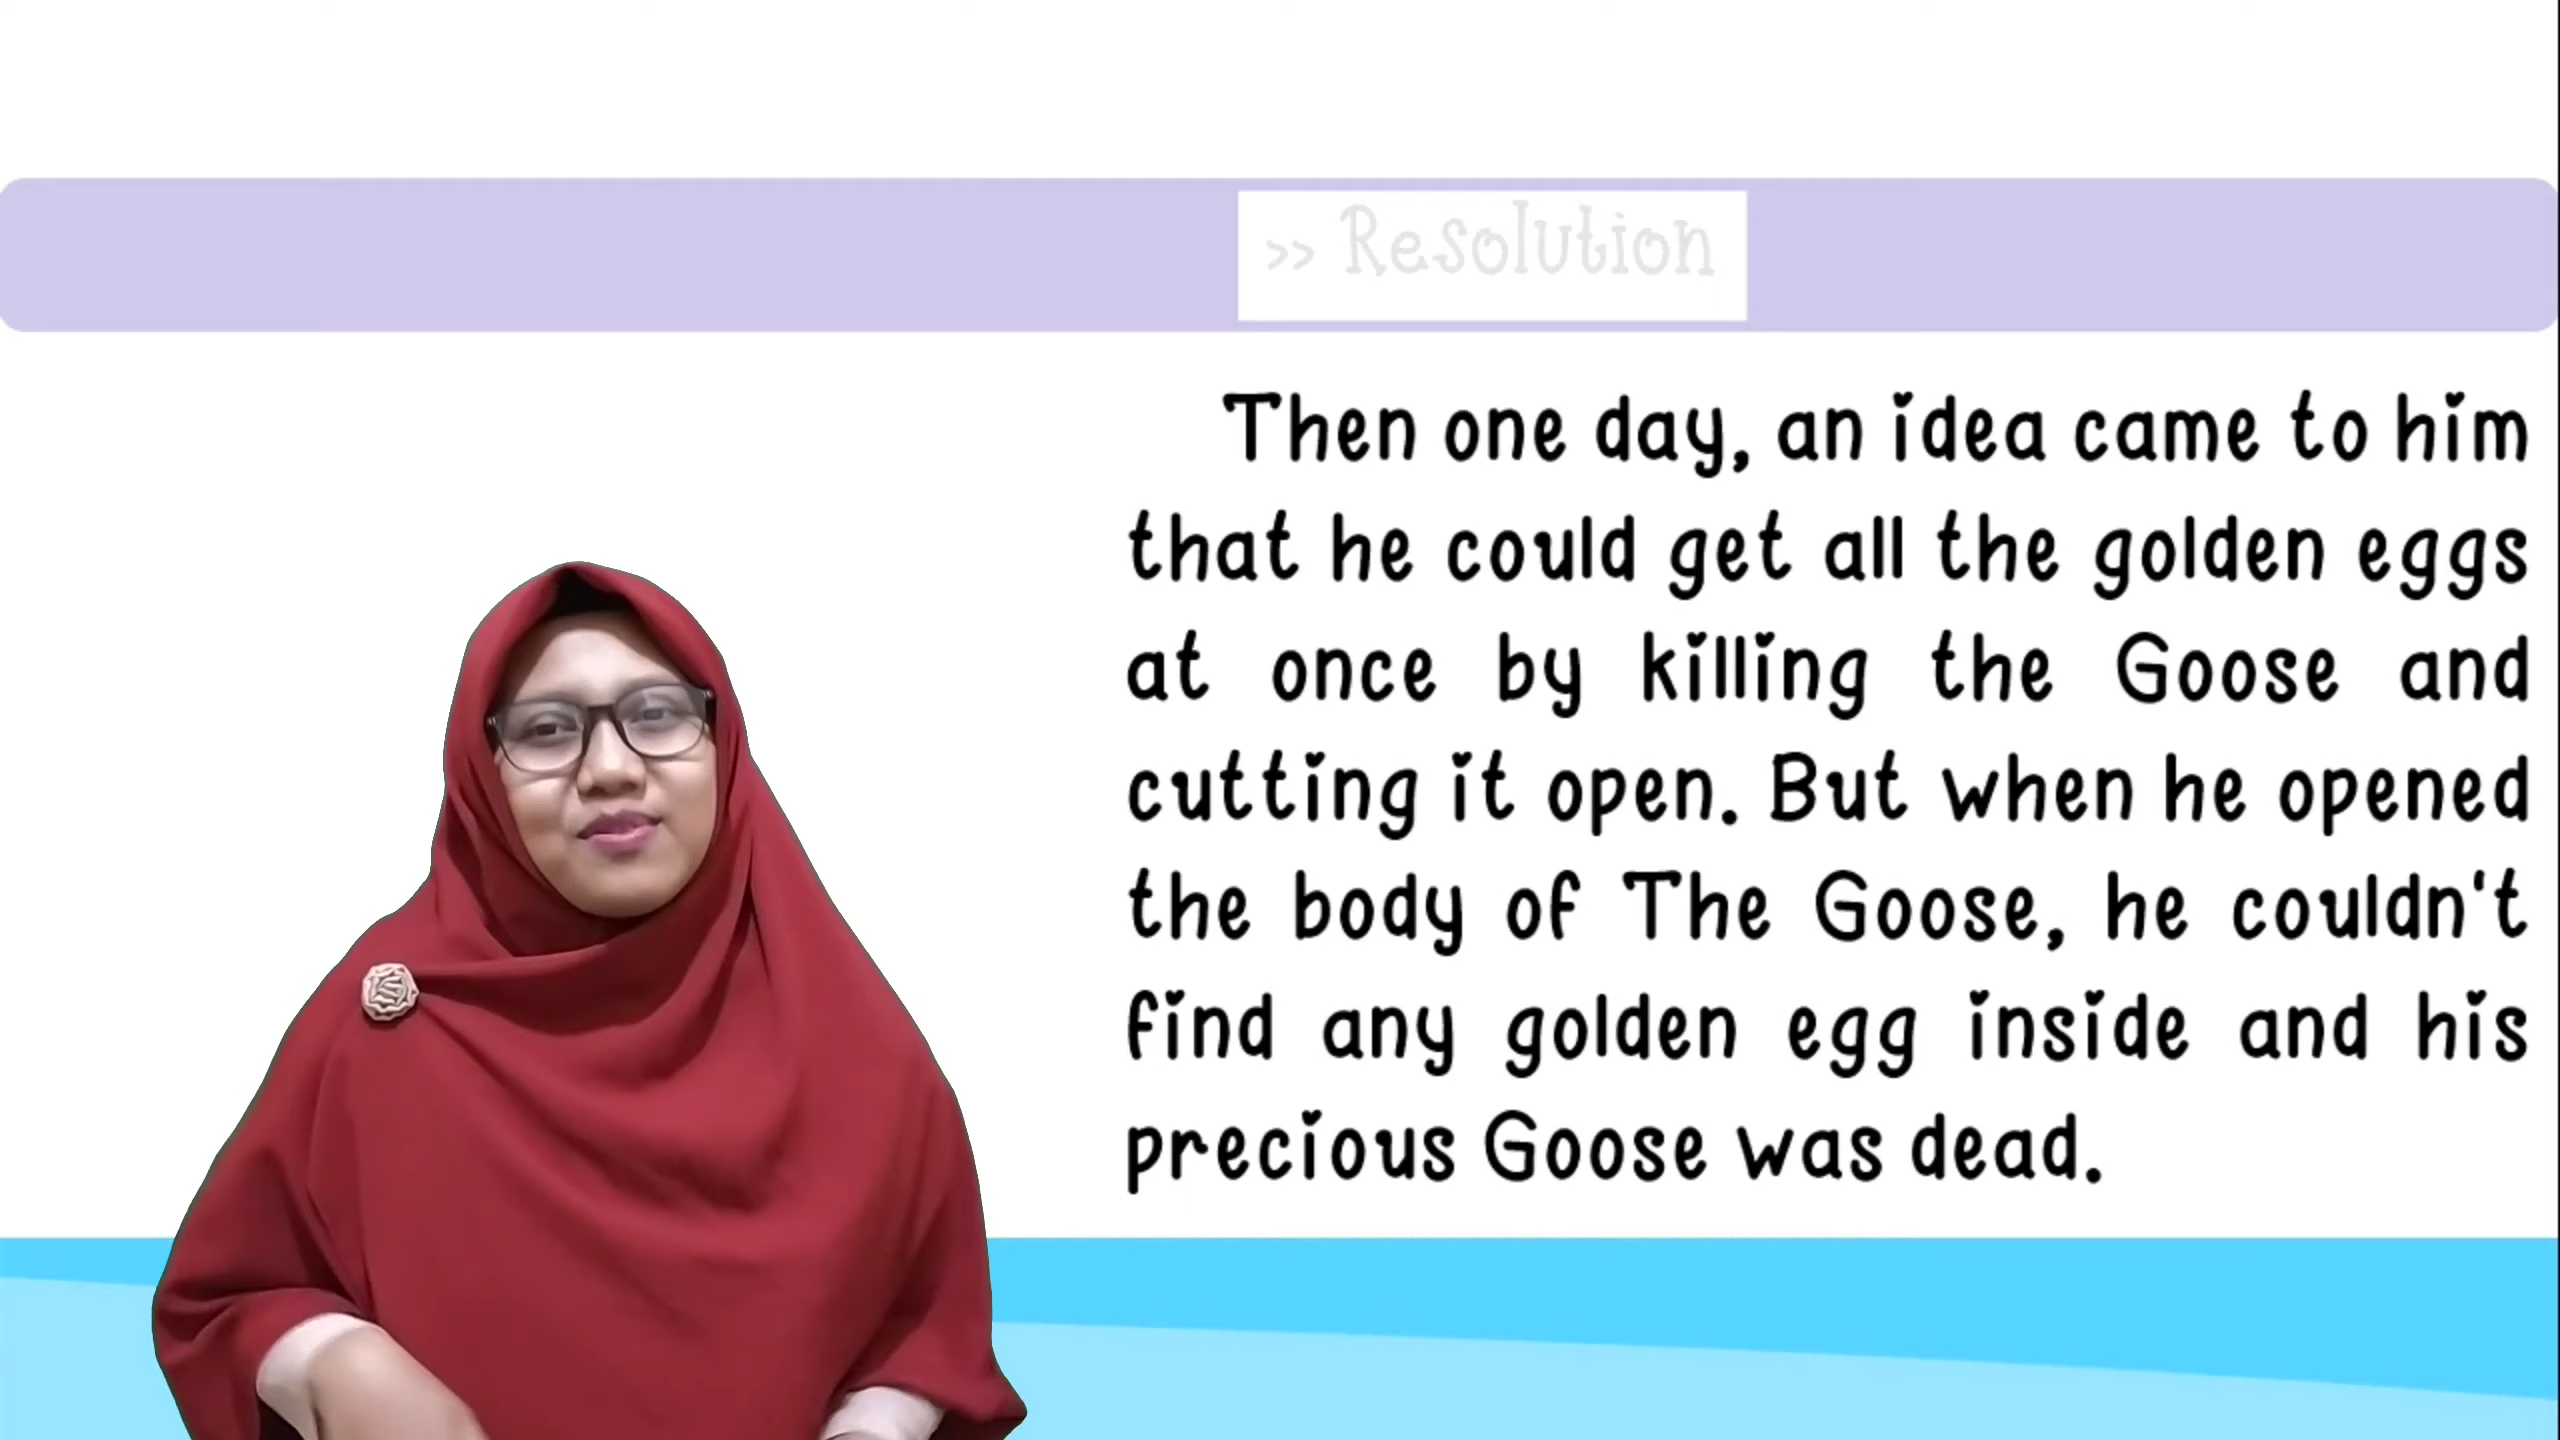 >> Resolution
Then one day, an idea came to him
that he could get all the golden eggs
at once by killing the Goose and
cutting it open. But when he opened
the body of The Goose, he couldn't
find any golden egg inside and his
precious Goose was dead.